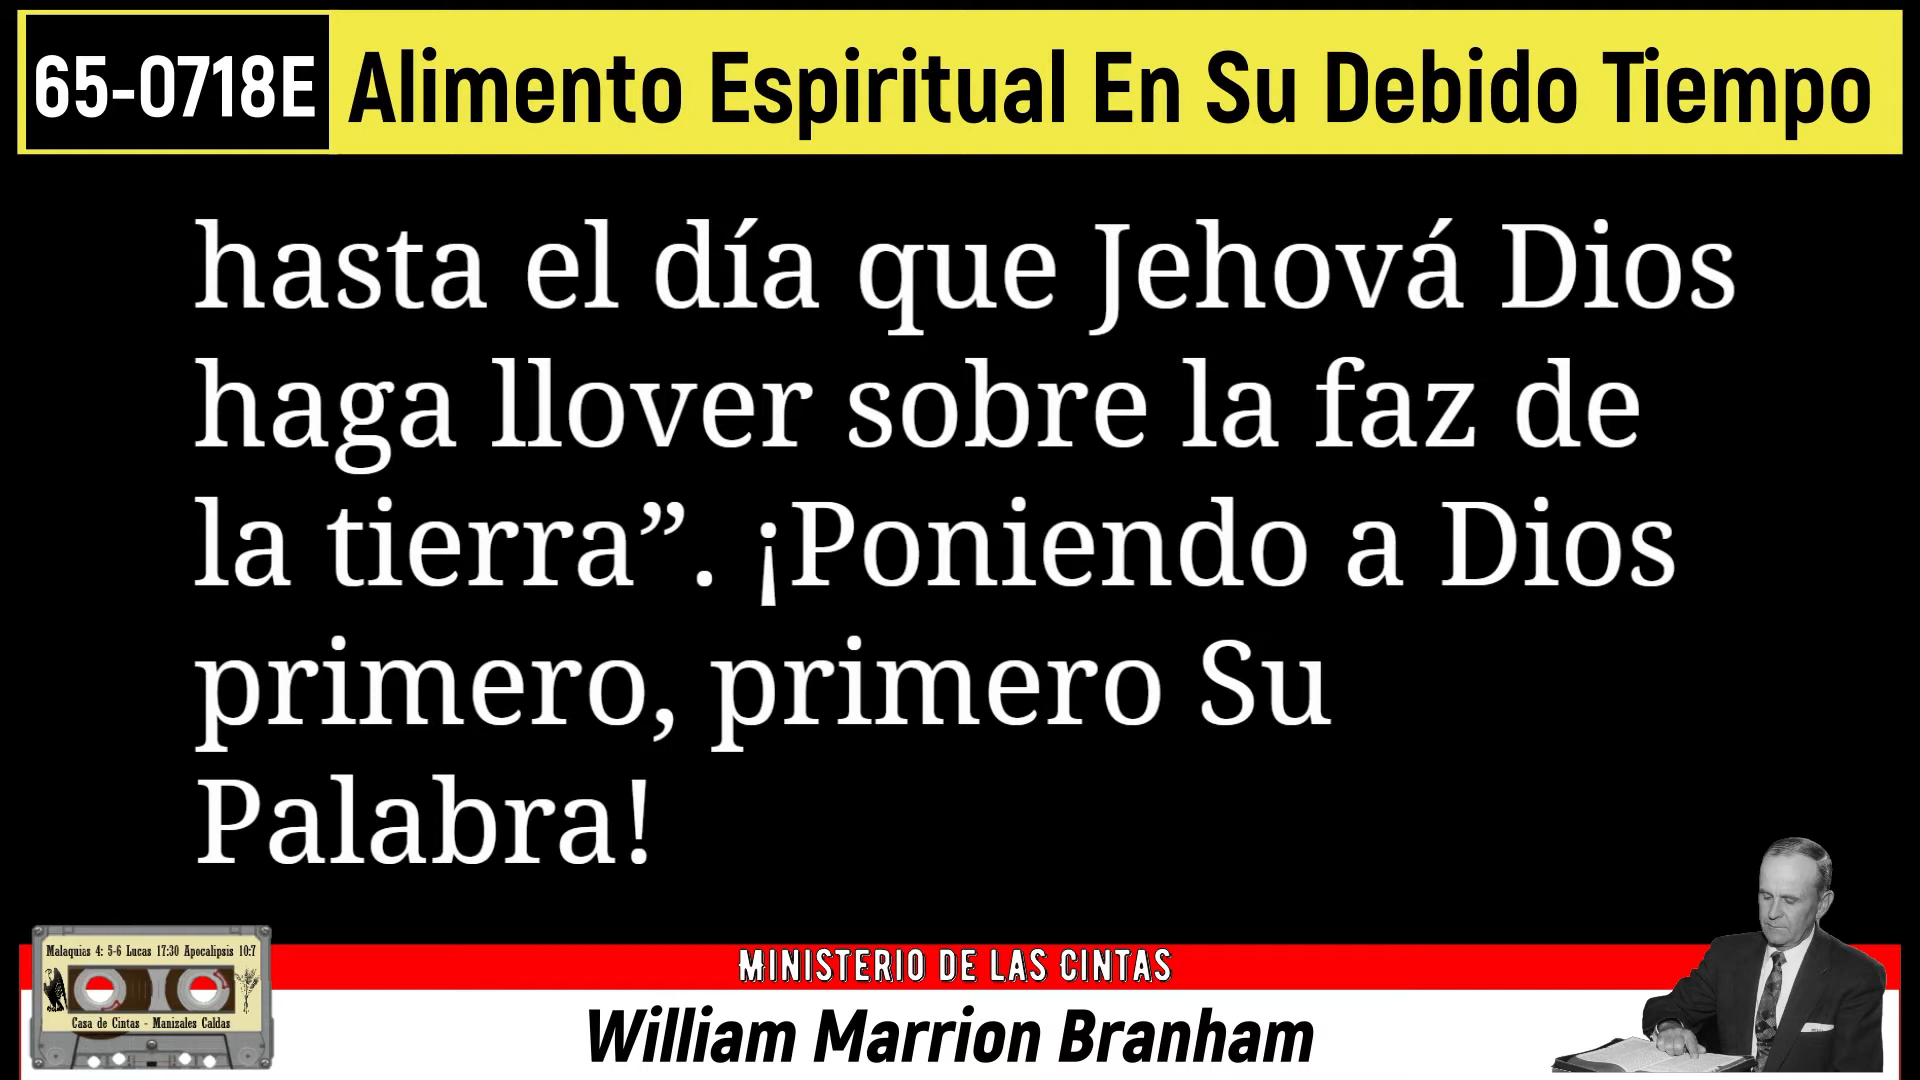 65-0718E Alimento Espiritual En Su Debido Tiempo
hasta el día que Jehová Dios
haga llover sobre la faz de
la tierra”. ¡Poniendo a Dios
primero, primero Su
Palabra!
Malaquias 4: 5-6 Lucas 17:30 Apocalipsis 10:7
Casa de Cintas - Manizales Caldas
MINISTERIO DE LAS CINTAS
William Marrion Branham